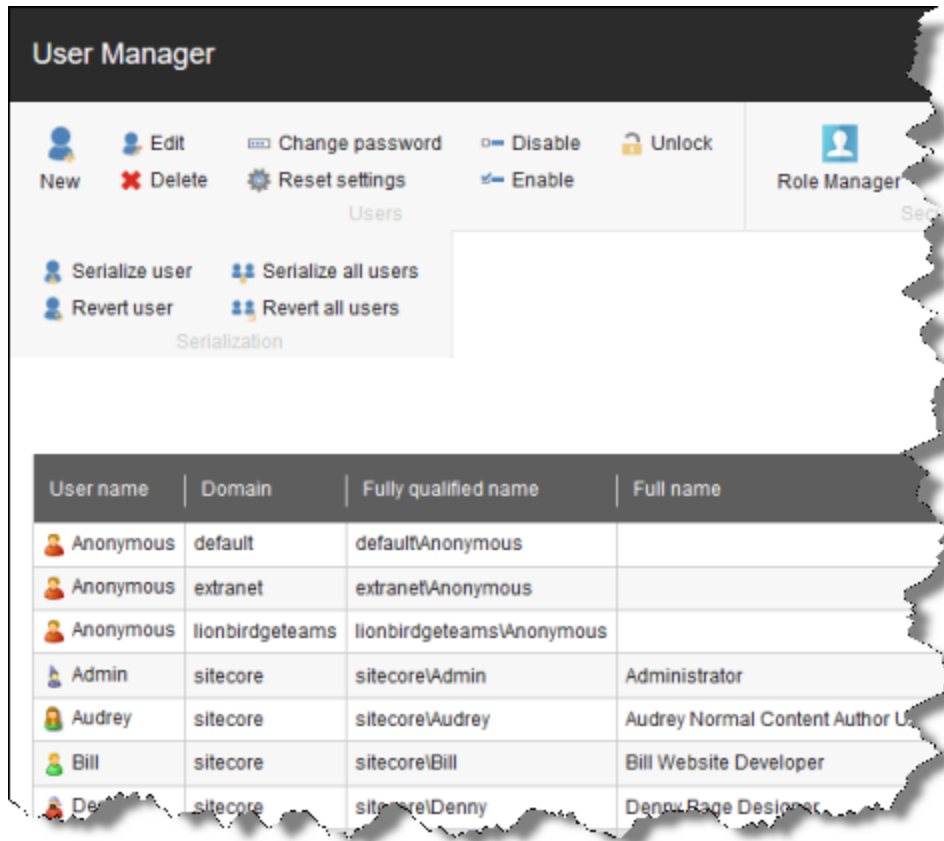 User Manager
New
Edit
Delete
Change password
Reset settings
Disable
Enable
Unlock
Users
Role Manager
Serialize user
Revert user
Serialize all users
Revert all users
Serialization
User name Domain Fully qualified name Full name
Anonymous default default\Anonymous
Anonymous extranet extranet\Anonymous
Anonymous lionbirdgeteams lionbirdgeteams\Anonymous
Admin sitecore sitecore\Admin Administrator
Audrey sitecore sitecore\Audrey Audrey Normal Content Author
Bill sitecore sitecore\Bill Bill Website Developer
sitecore sitecore\Denny Denny Page Designer